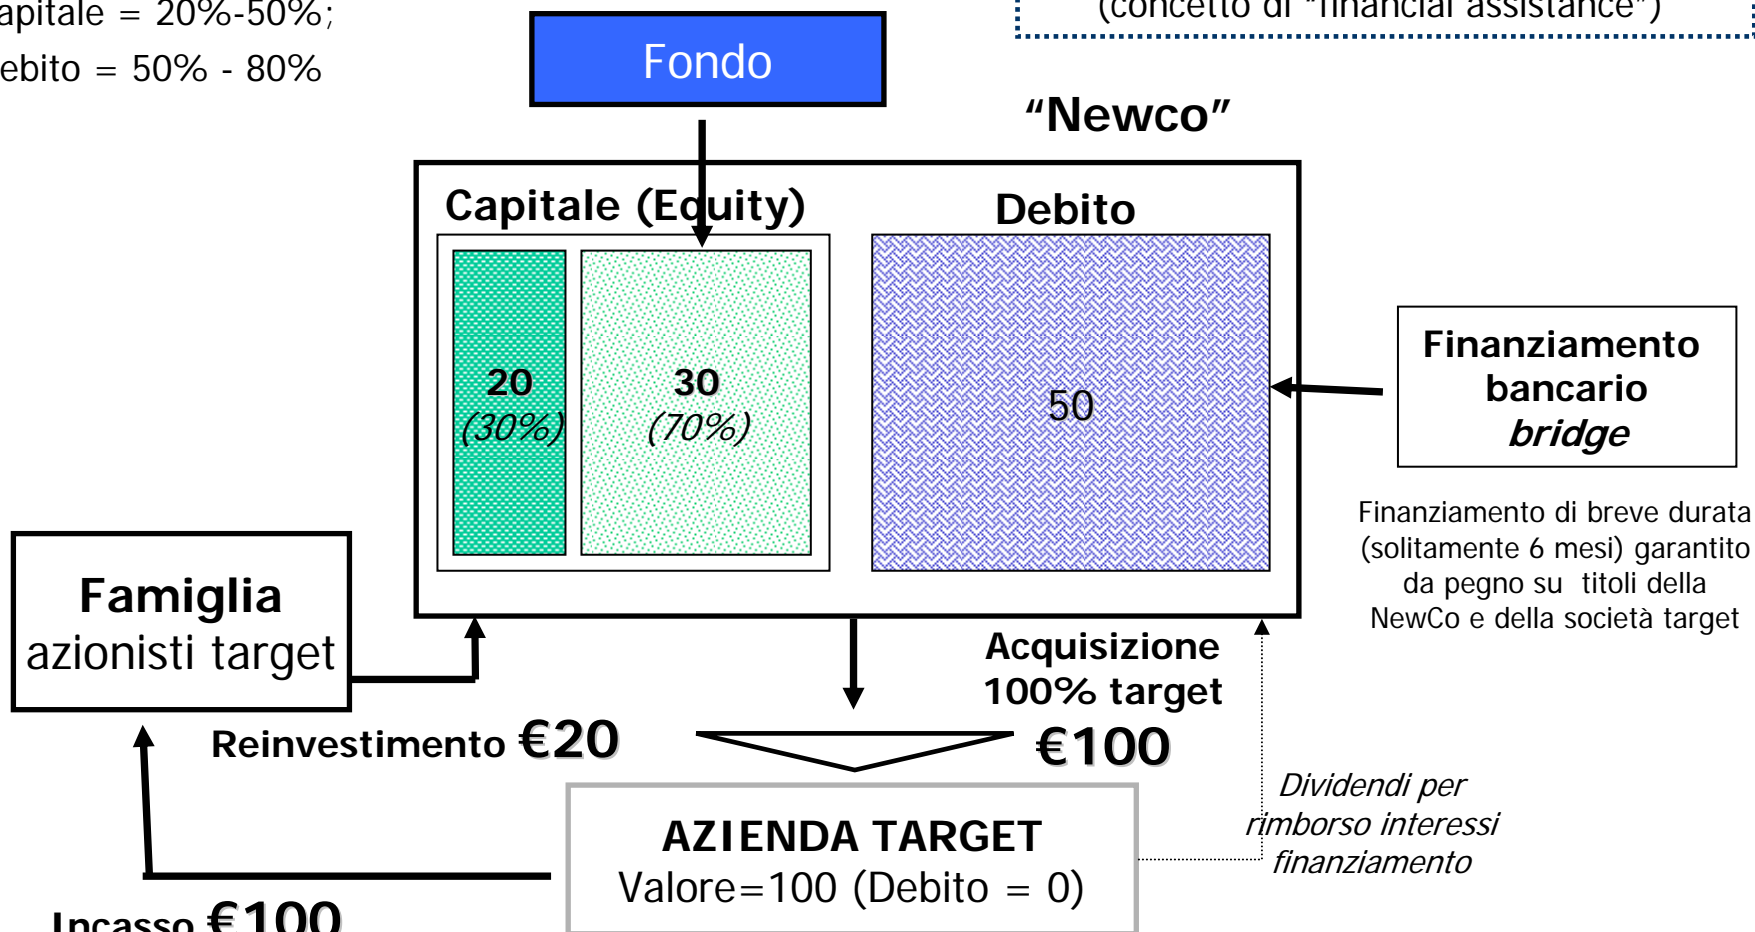 apitale = 20%-50%;
ebito = 50% - 80%
(concetto di “financial assistance”)
Fondo
“Newco”
Capitale (Equity)
Debito
20
(30%)
30
(70%)
50
Finanziamento
bancario
bridge
Finanziamento di breve durata
(solitamente 6 mesi) garantito
da pegno su titoli della
NewCo e della società target
Famiglia
azionisti target
Acquisizione
100% target
€100
Reinvestimento €20
Dividendi per
rimborso interessi
finanziamento
AZIENDA TARGET
Valore=100 (Debito = 0)
Incasso €100